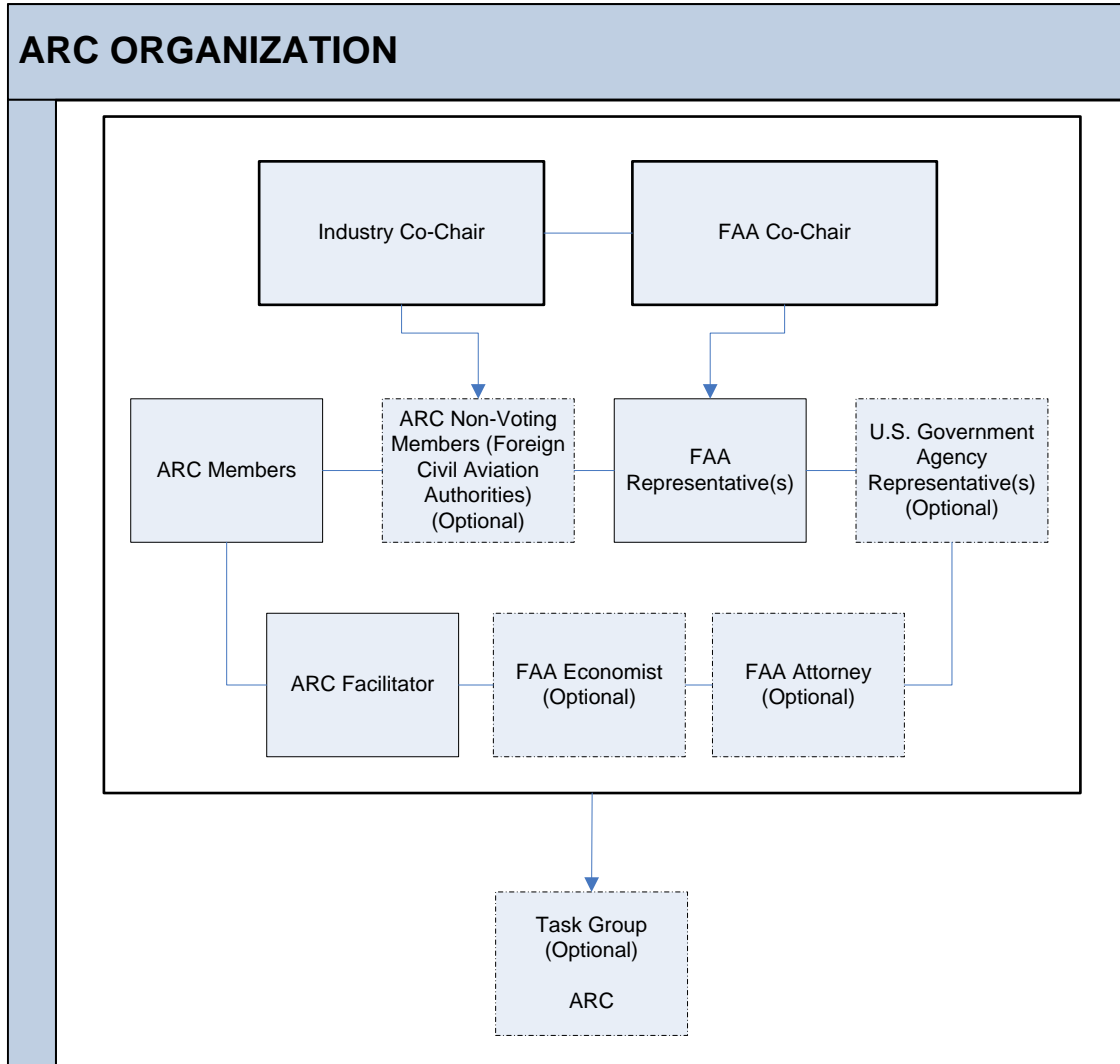 ARC ORGANIZATION
Industry Co-Chair
FAA Co-Chair
ARC Members
ARC Non-Voting
Members (Foreign
Civil Aviation
Authorities)
(Optional)
FAA
Representative(s)
U.S. Government
Agency
Representative(s)
(Optional)
ARC Facilitator
FAA Economist
(Optional)
FAA Attorney
(Optional)
Task Group
(Optional)
ARC